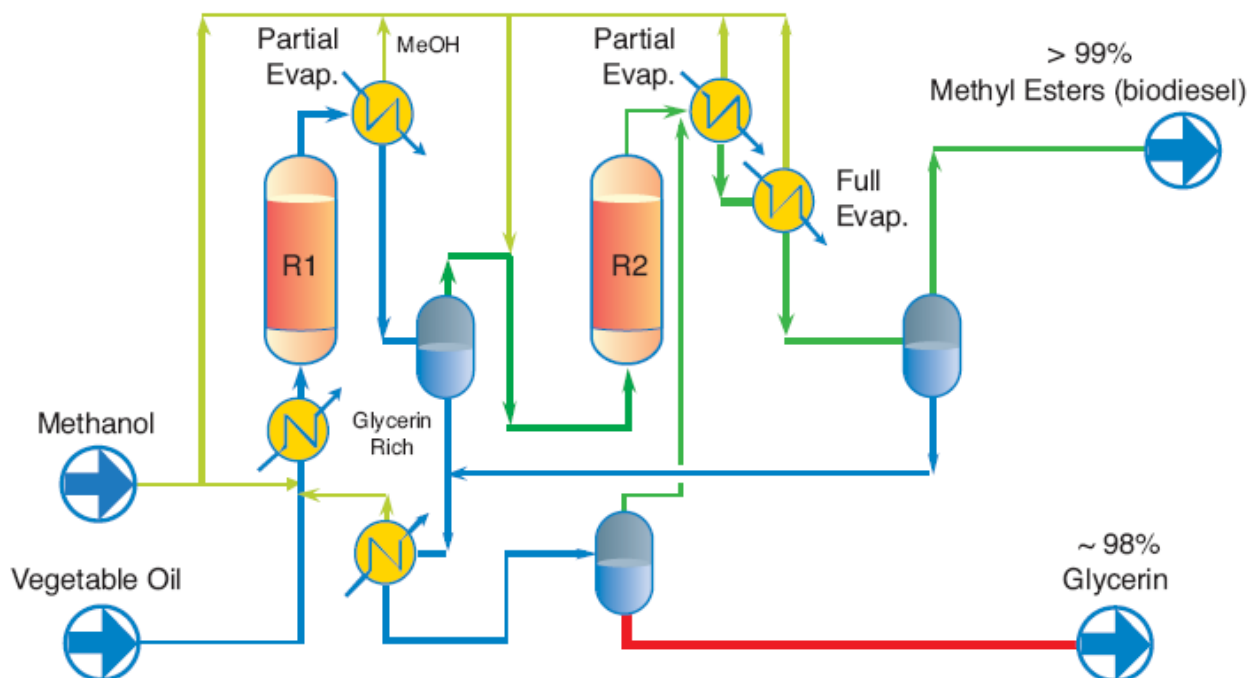 Partial
Evap.
MeOH
Partial
Evap.
> 99%
Methyl Esters (biodiesel)
Full
Evap.
R1
R2
Methanol
Glycerin
Rich
Vegetable Oil
~ 98%
Glycerin